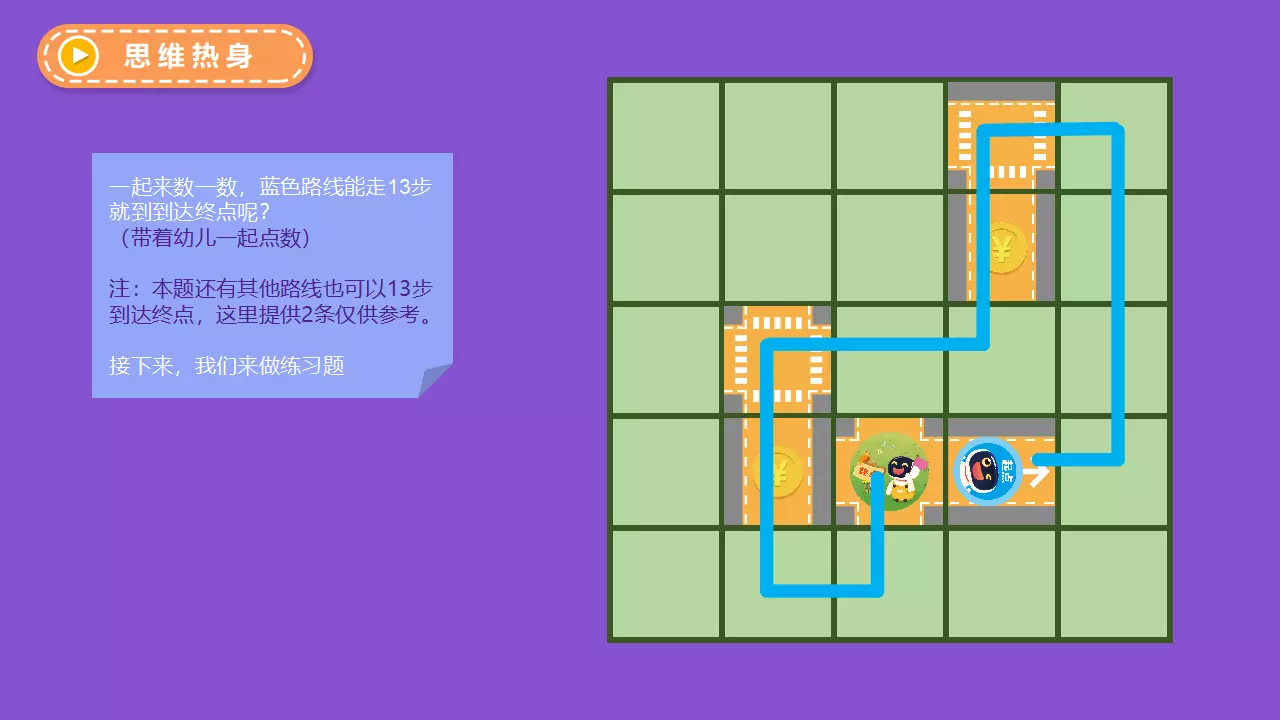 思维热身
一起来数一数，蓝色路线能走13步
就到到达终点呢？
（带着幼儿一起点数）
注：本题还有其他路线也可以13步
到达终点，这里提供2条仅供参考。
接下来，我们来做练习题
¥
¥
起点